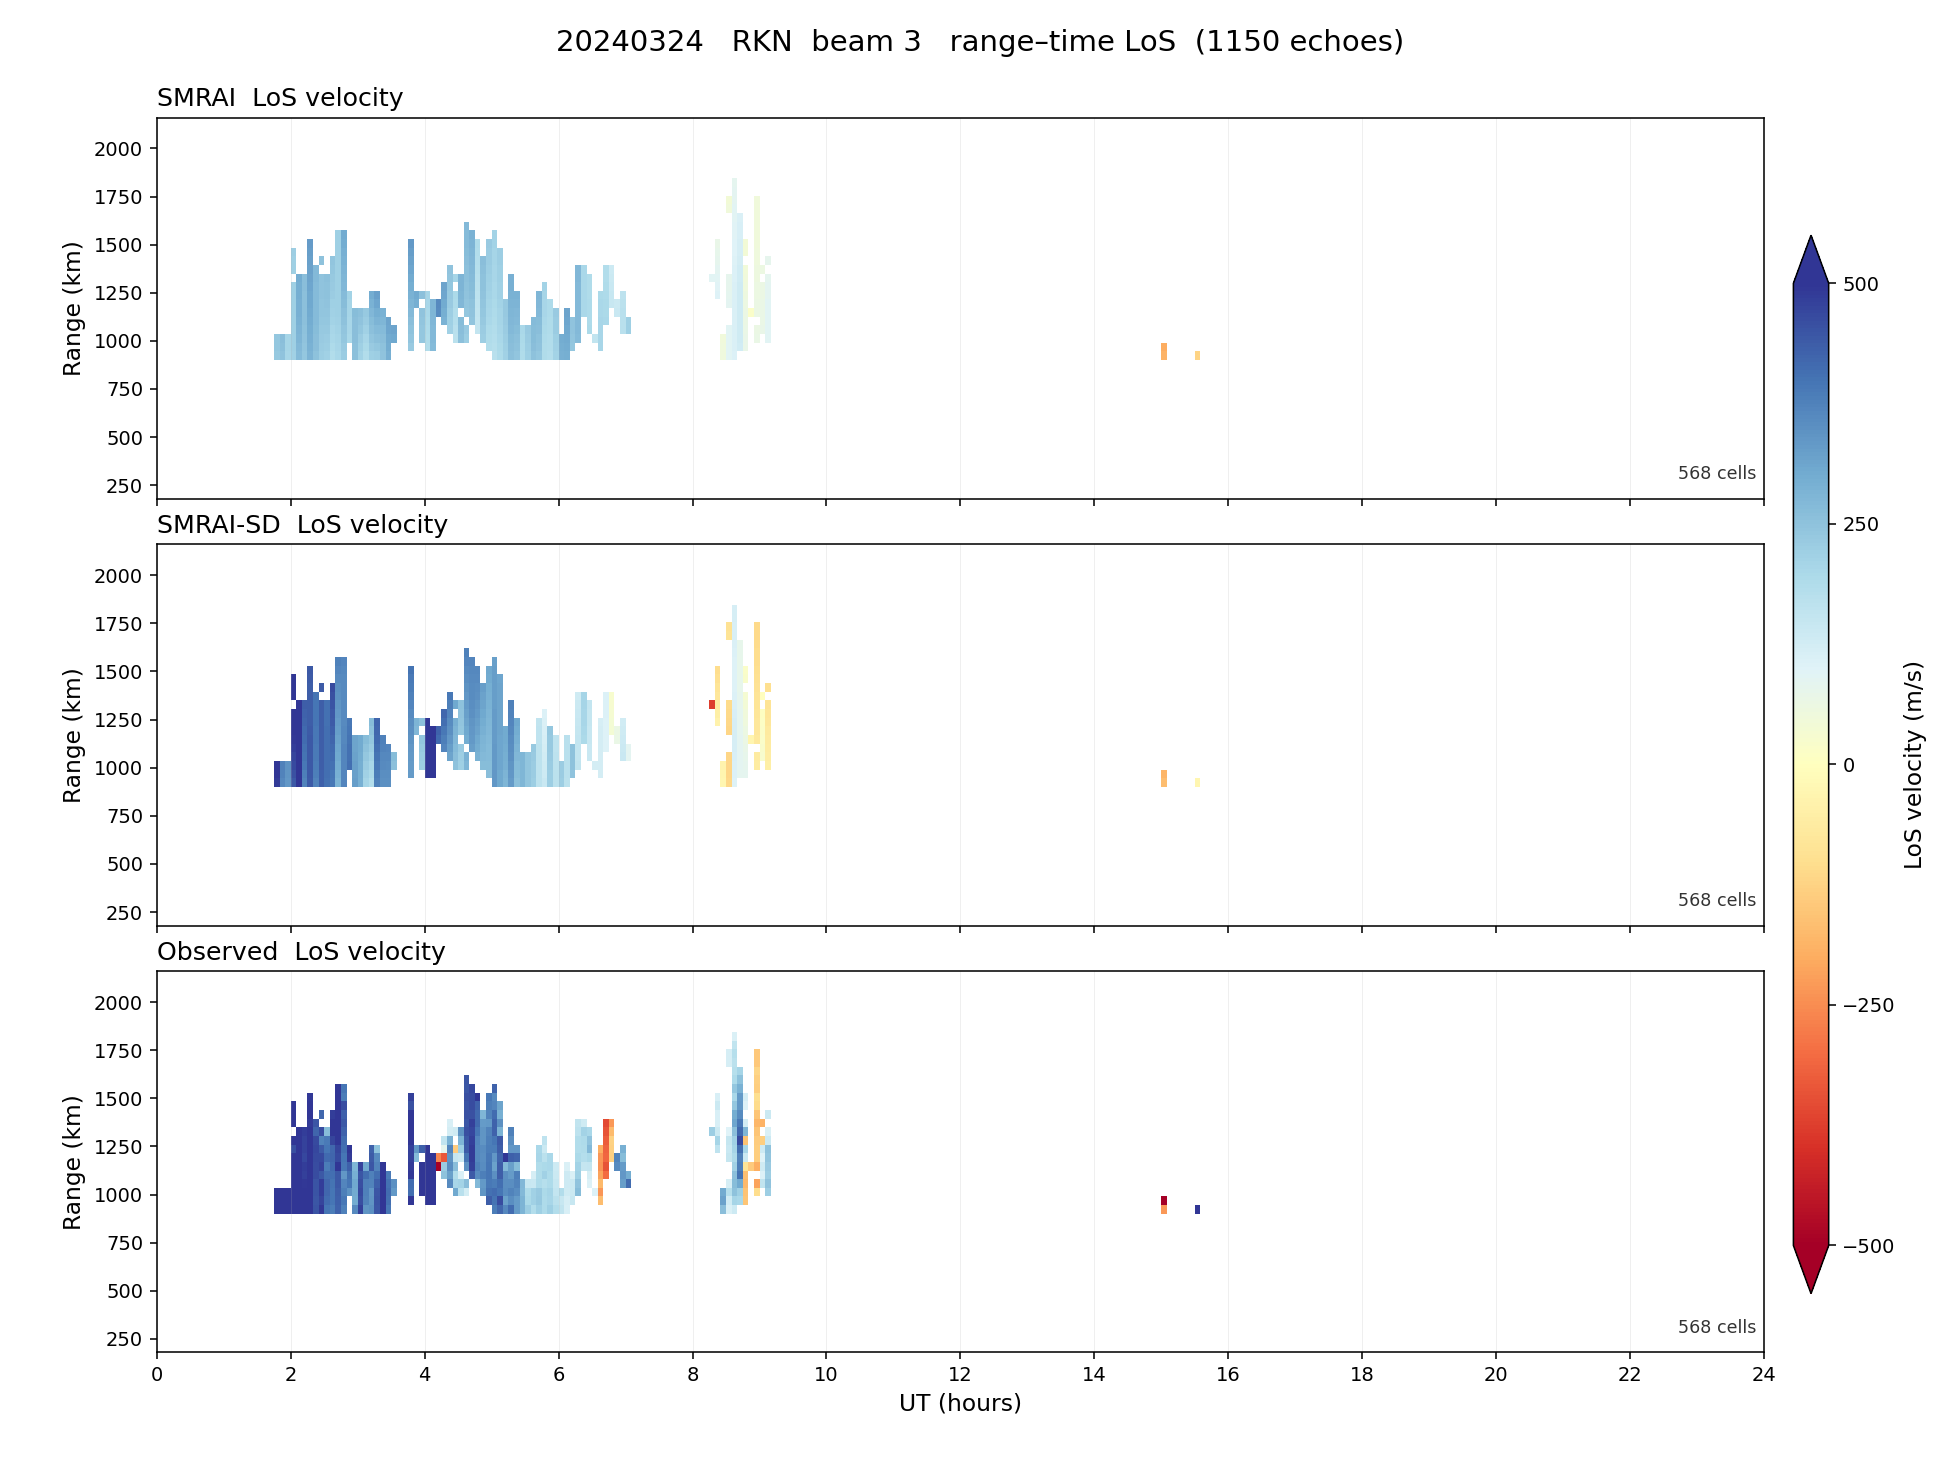 20240324   RKN  beam 3   range–time LoS  (1150 echoes)
SMRAI  LoS velocity
Range (km)
2000
1750
1500
1250
1000
750
500
250
568 cells
SMRAI-SD  LoS velocity
Range (km)
2000
1750
1500
1250
1000
750
500
250
568 cells
Observed  LoS velocity
Range (km)
2000
1750
1500
1250
1000
750
500
250
568 cells
0 2 4 6 8 10 12 14 16 18 20 22 24
UT (hours)
500
250
0
−250
−500
LoS velocity (m/s)